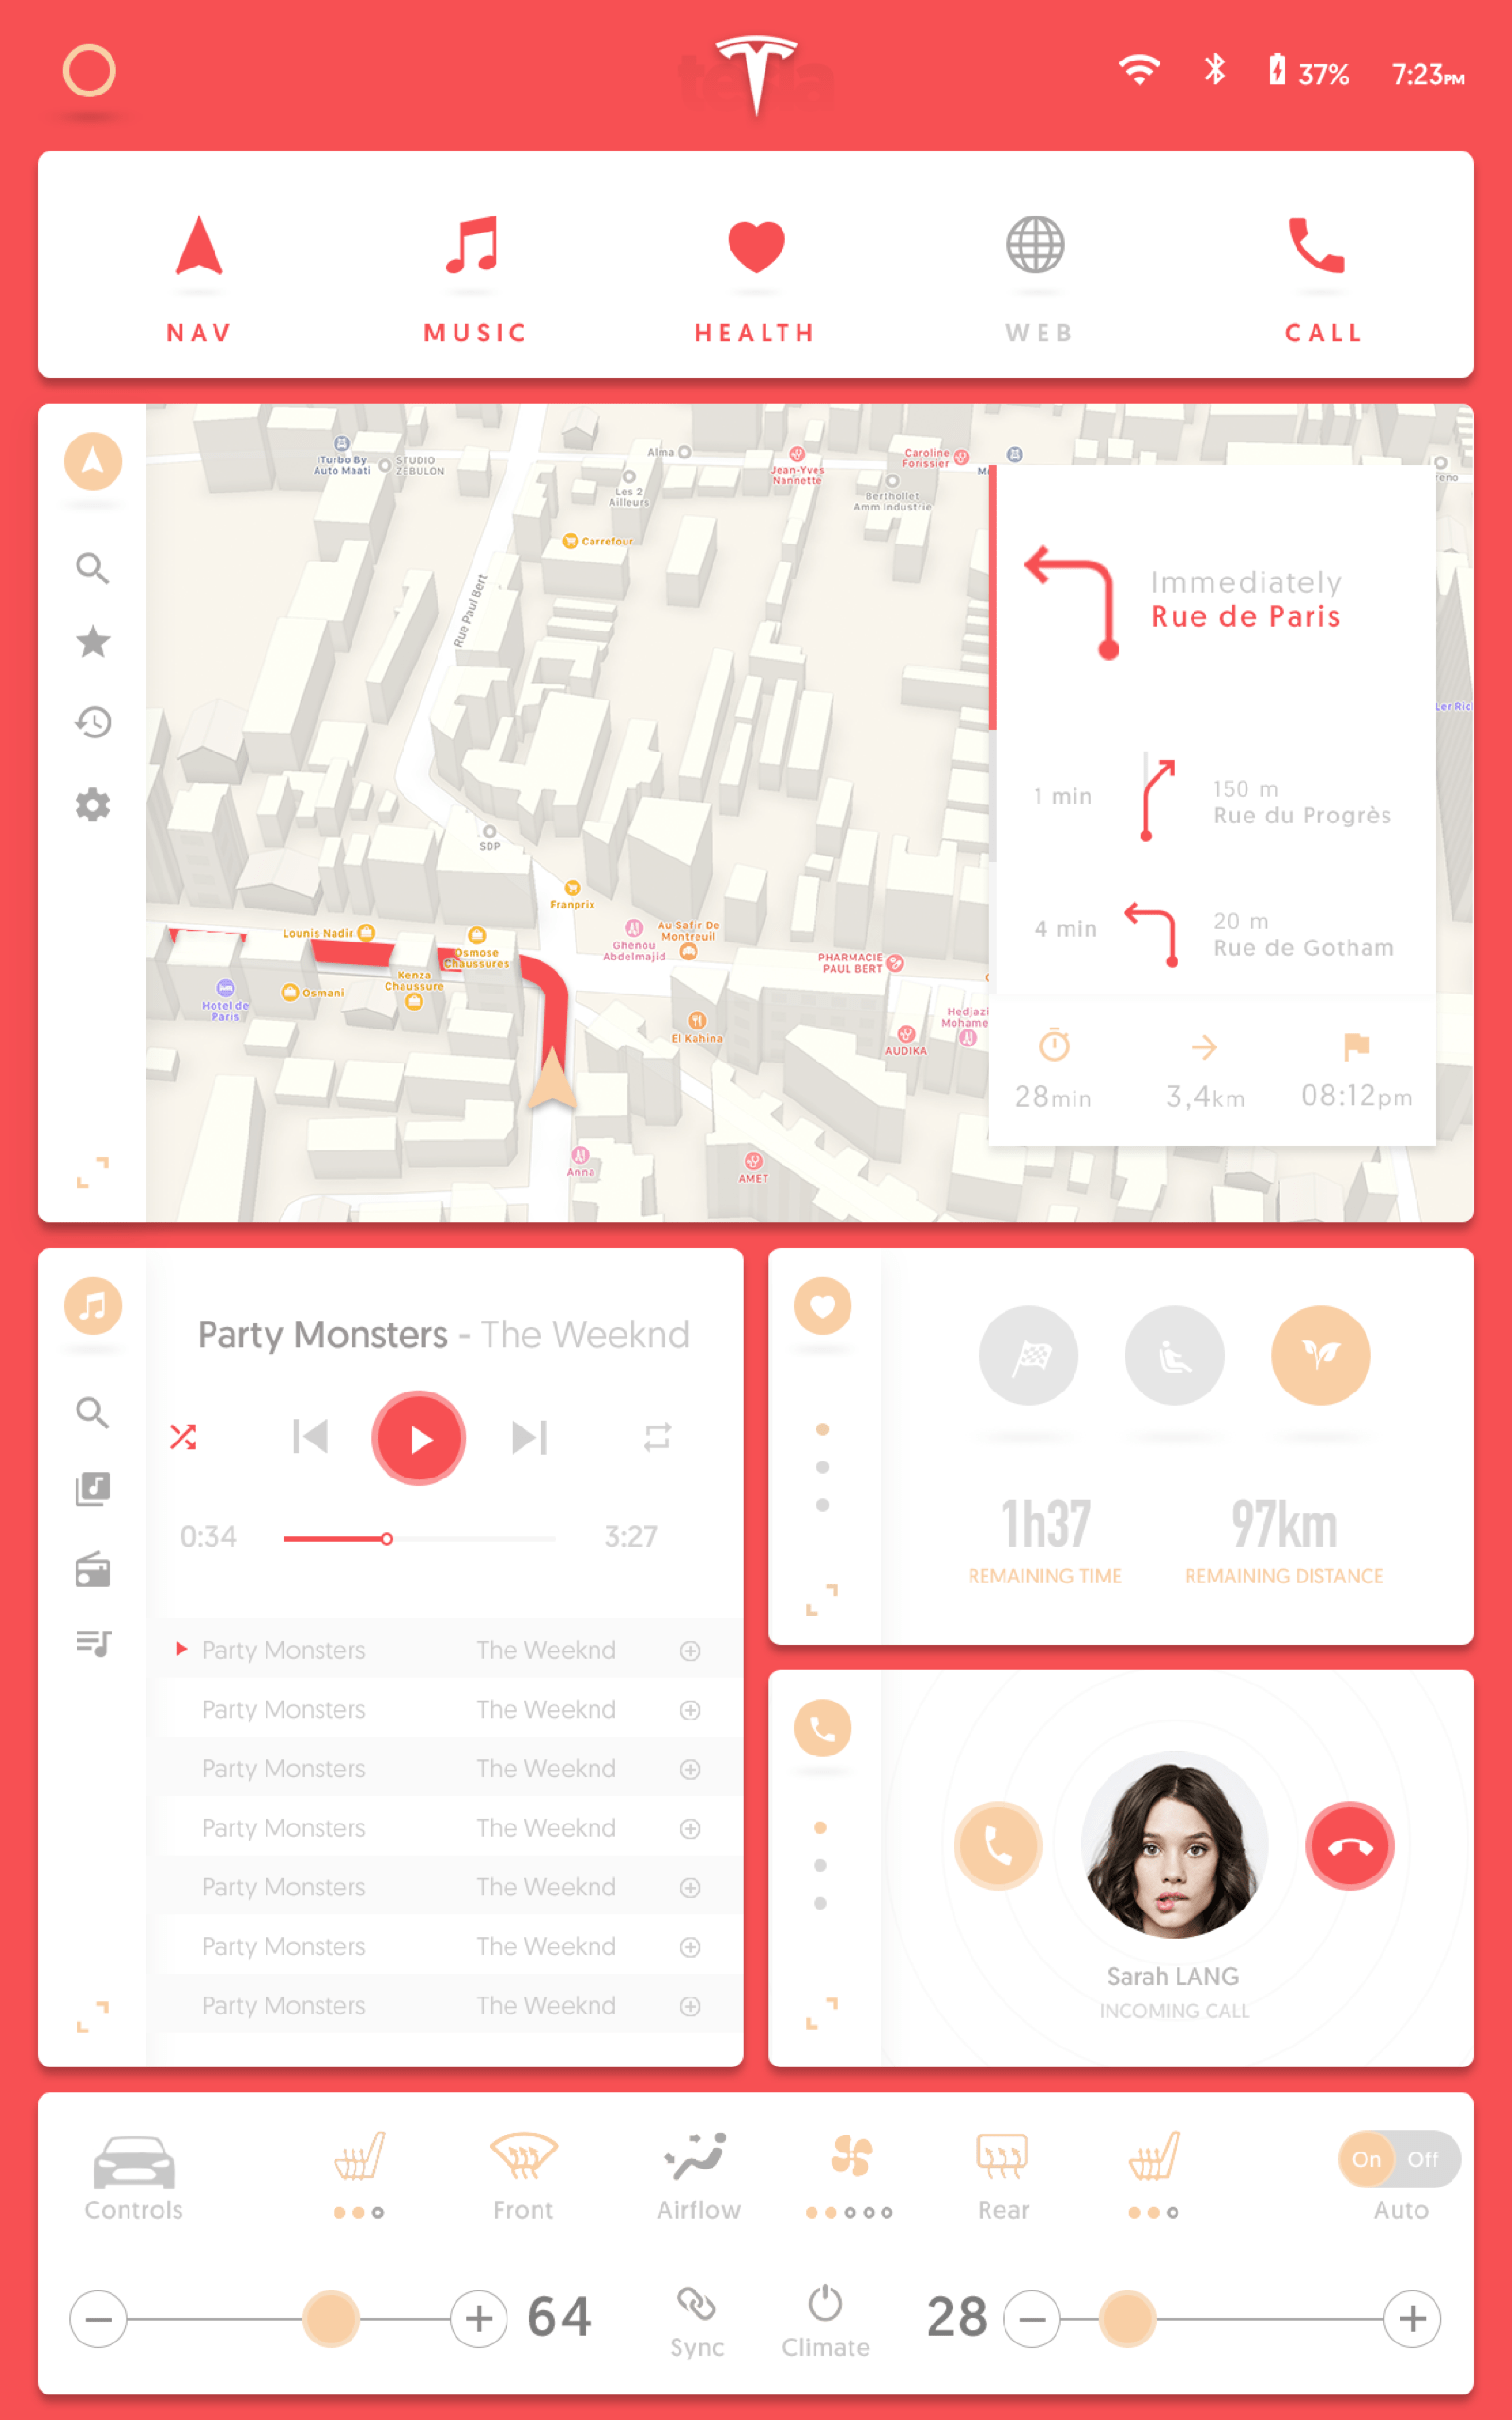 37%
7:23PM
NAV
MUSIC
HEALTH
WEB
CALL
ITurbo By
Auto Maati
STUDIO
ZEBULON
Alma
Les 2
Ailleurs
Jean-Yves
Nannette
Caroline
Forissier
Berthollet
Amm Industrie
Carrefour
Rue Paul Bert
SDP
Franprix
Lounis Nadir
Osmose
Chaussures
Kenza
Chaussure
Osmani
Hotel de
Paris
Ghenou
Abdelmajid
Au Safir De
Montreuil
PHARMACIE
PAUL BERT
El Kahina
AUDIKA
Hedjazi
Mohame
Anna
AMET
Immediately
Rue de Paris
1 min
150 m
Rue du Progrès
4 min
20 m
Rue de Gotham
28min
3,4km
08:12pm
Party Monsters - The Weeknd
0:34
3:27
Party Monsters The Weeknd
Party Monsters The Weeknd
Party Monsters The Weeknd
Party Monsters The Weeknd
Party Monsters The Weeknd
Party Monsters The Weeknd
Party Monsters The Weeknd
1h37
REMAINING TIME
97km
REMAINING DISTANCE
Sarah LANG
INCOMING CALL
Controls
Front
Airflow
Rear
On
Off
Auto
64
Sync
Climate
28